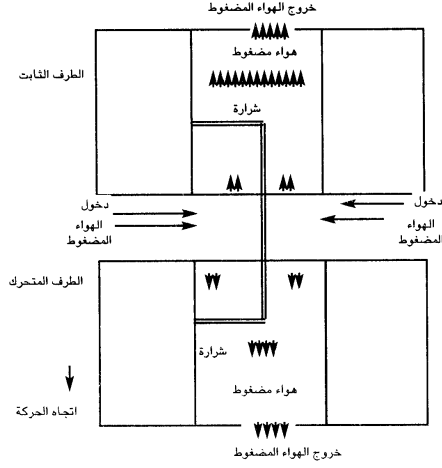 خروج الهواء المضغوط
هواء مضغوط
الطرف الثابت
شرارة
دخول
الهواء
المضغوط
دخول
الهواء
المضغوط
الطرف المتحرك
شرارة
هواء مضغوط
اتجاه الحركة
خروج الهواء المضغوط